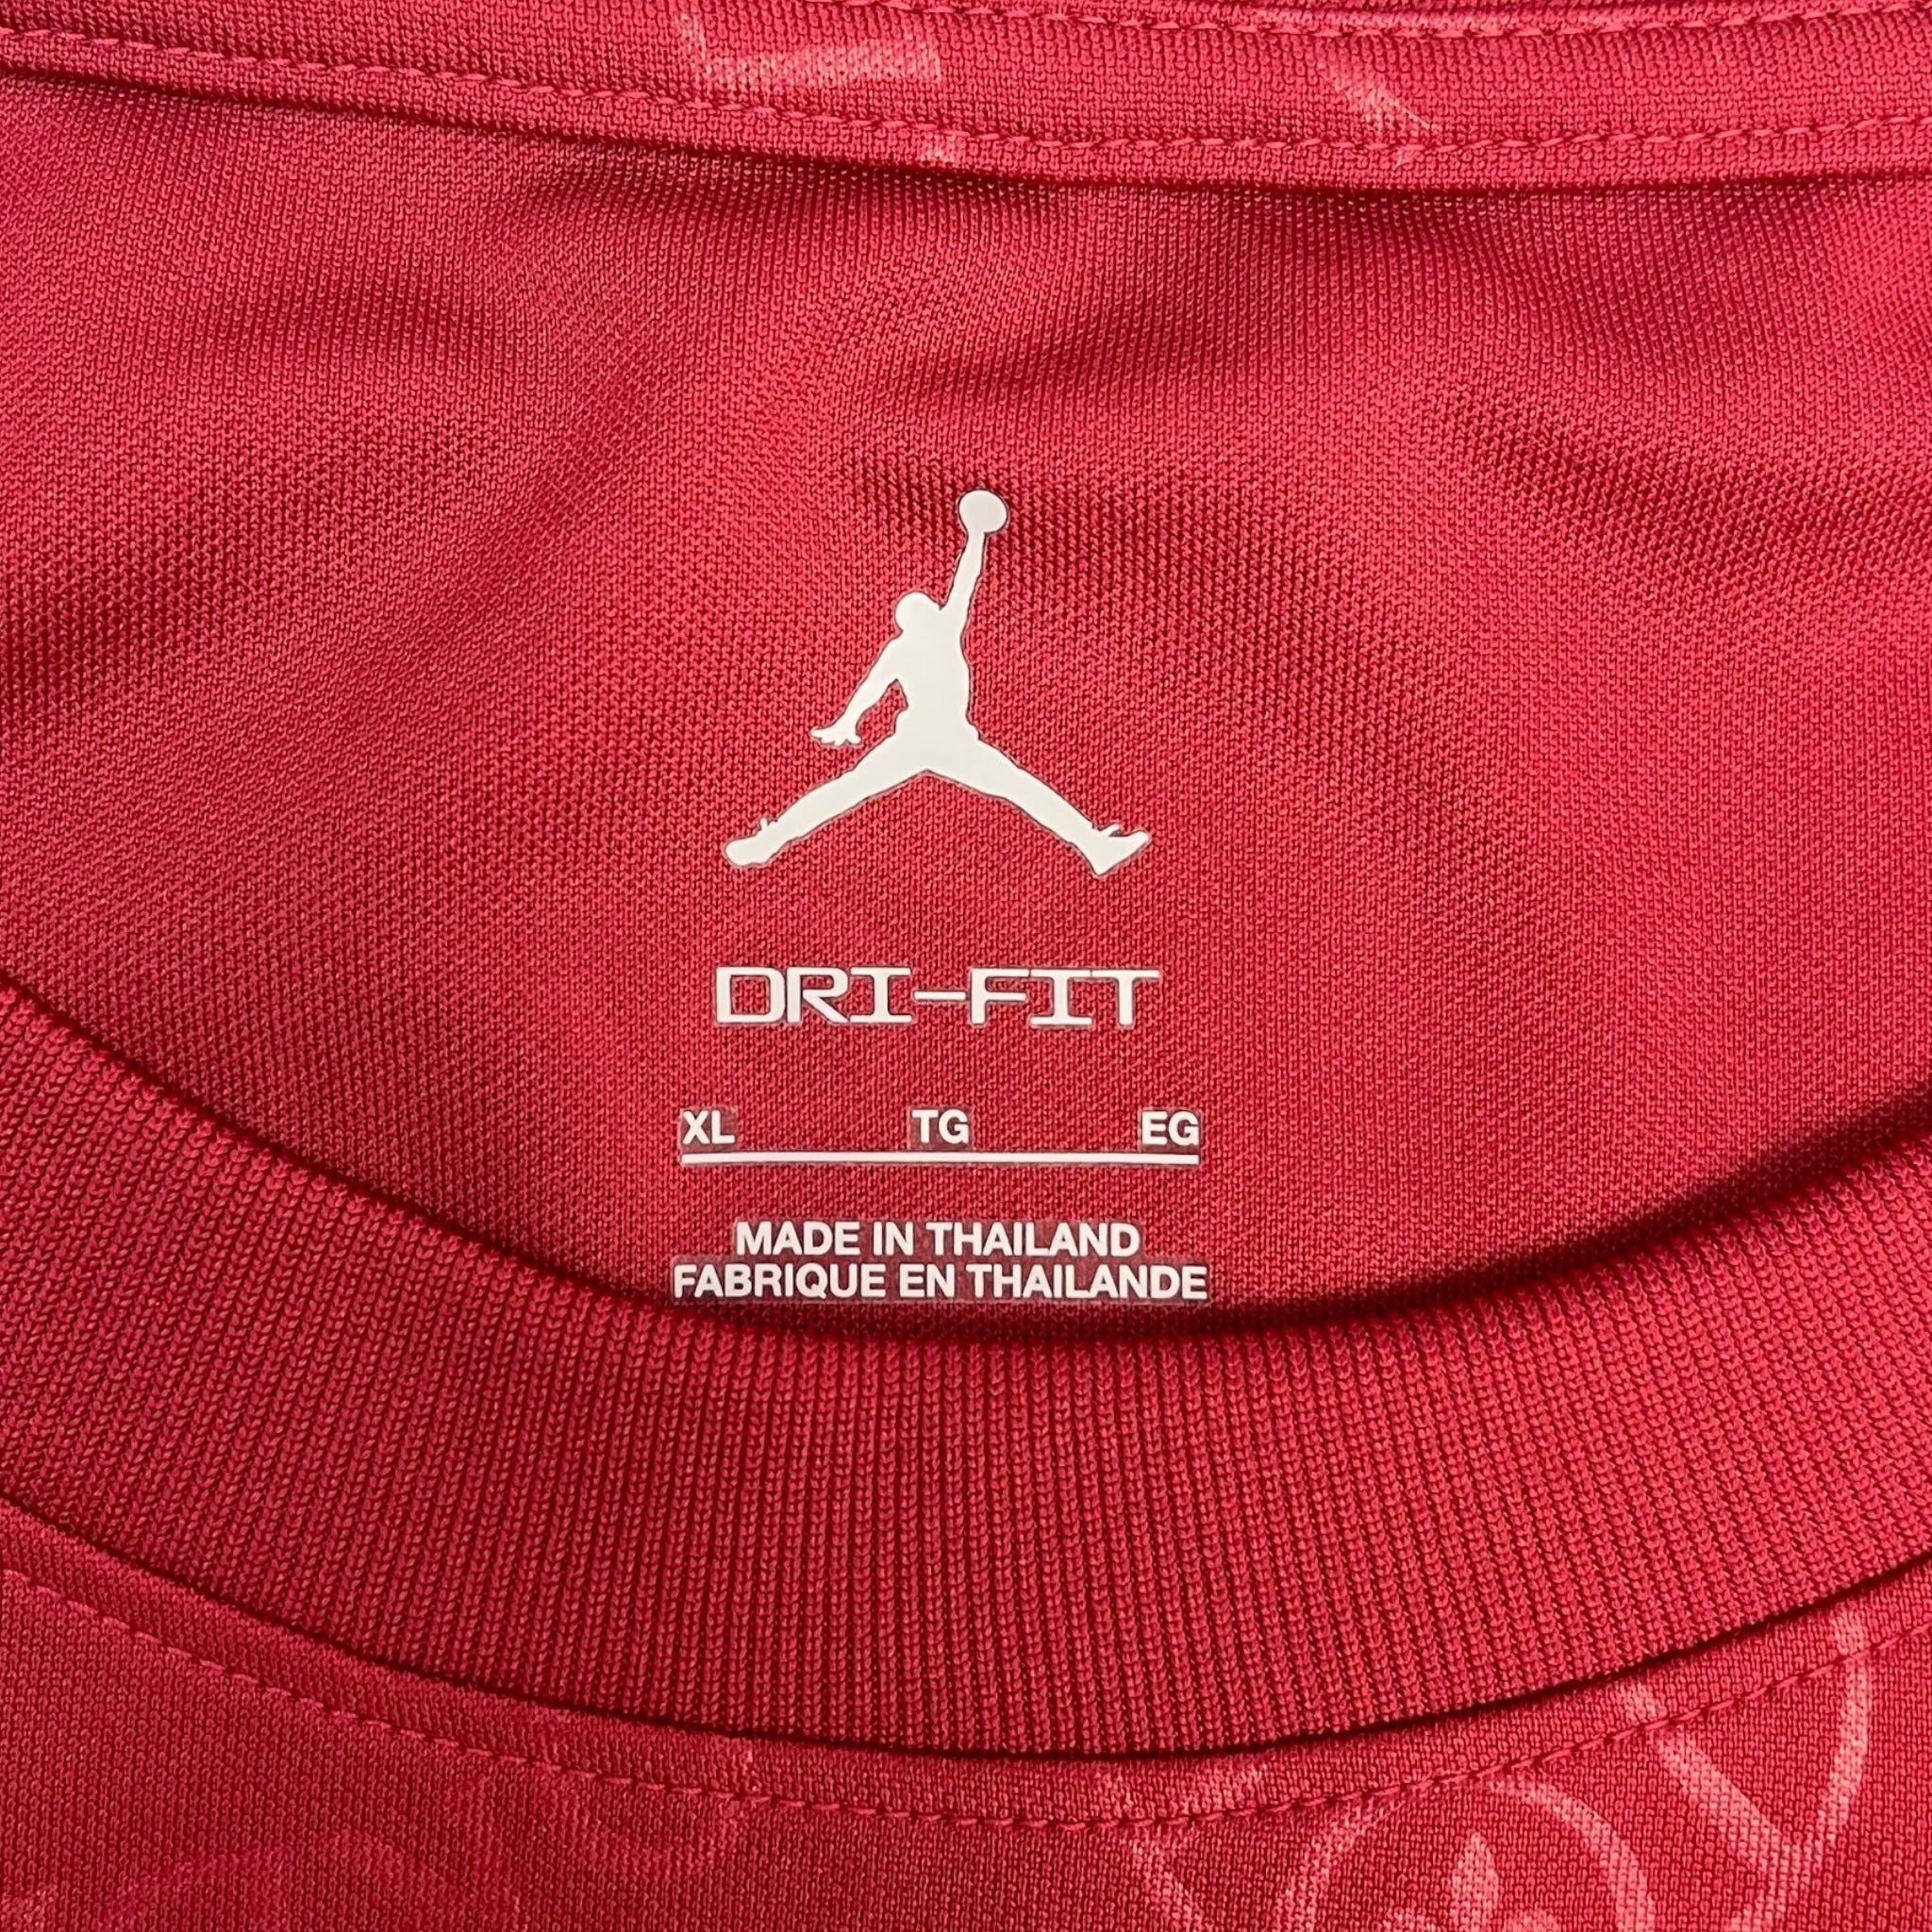 DRI-FIT
XL TG EG
MADE IN THAILAND
FABRIQUE EN THAILANDE